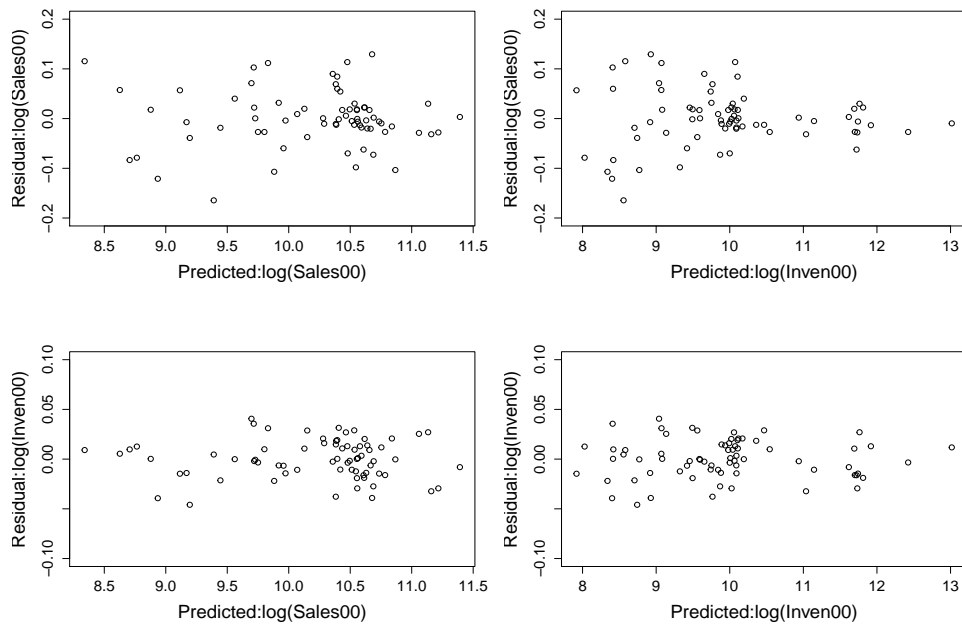 Residual:log(Sales00)
0.2
0.1
0.0
−0.1
−0.2
8.5 9.0 9.5 10.0 10.5 11.0 11.5
Predicted:log(Sales00)
Residual:log(Sales00)
0.2
0.1
0.0
−0.1
−0.2
8 9 10 11 12 13
Predicted:log(Inven00)
Residual:log(Inven00)
0.10
0.05
0.00
−0.10
8.5 9.0 9.5 10.0 10.5 11.0 11.5
Predicted:log(Sales00)
Residual:log(Inven00)
0.10
0.05
0.00
−0.10
8 9 10 11 12 13
Predicted:log(Inven00)